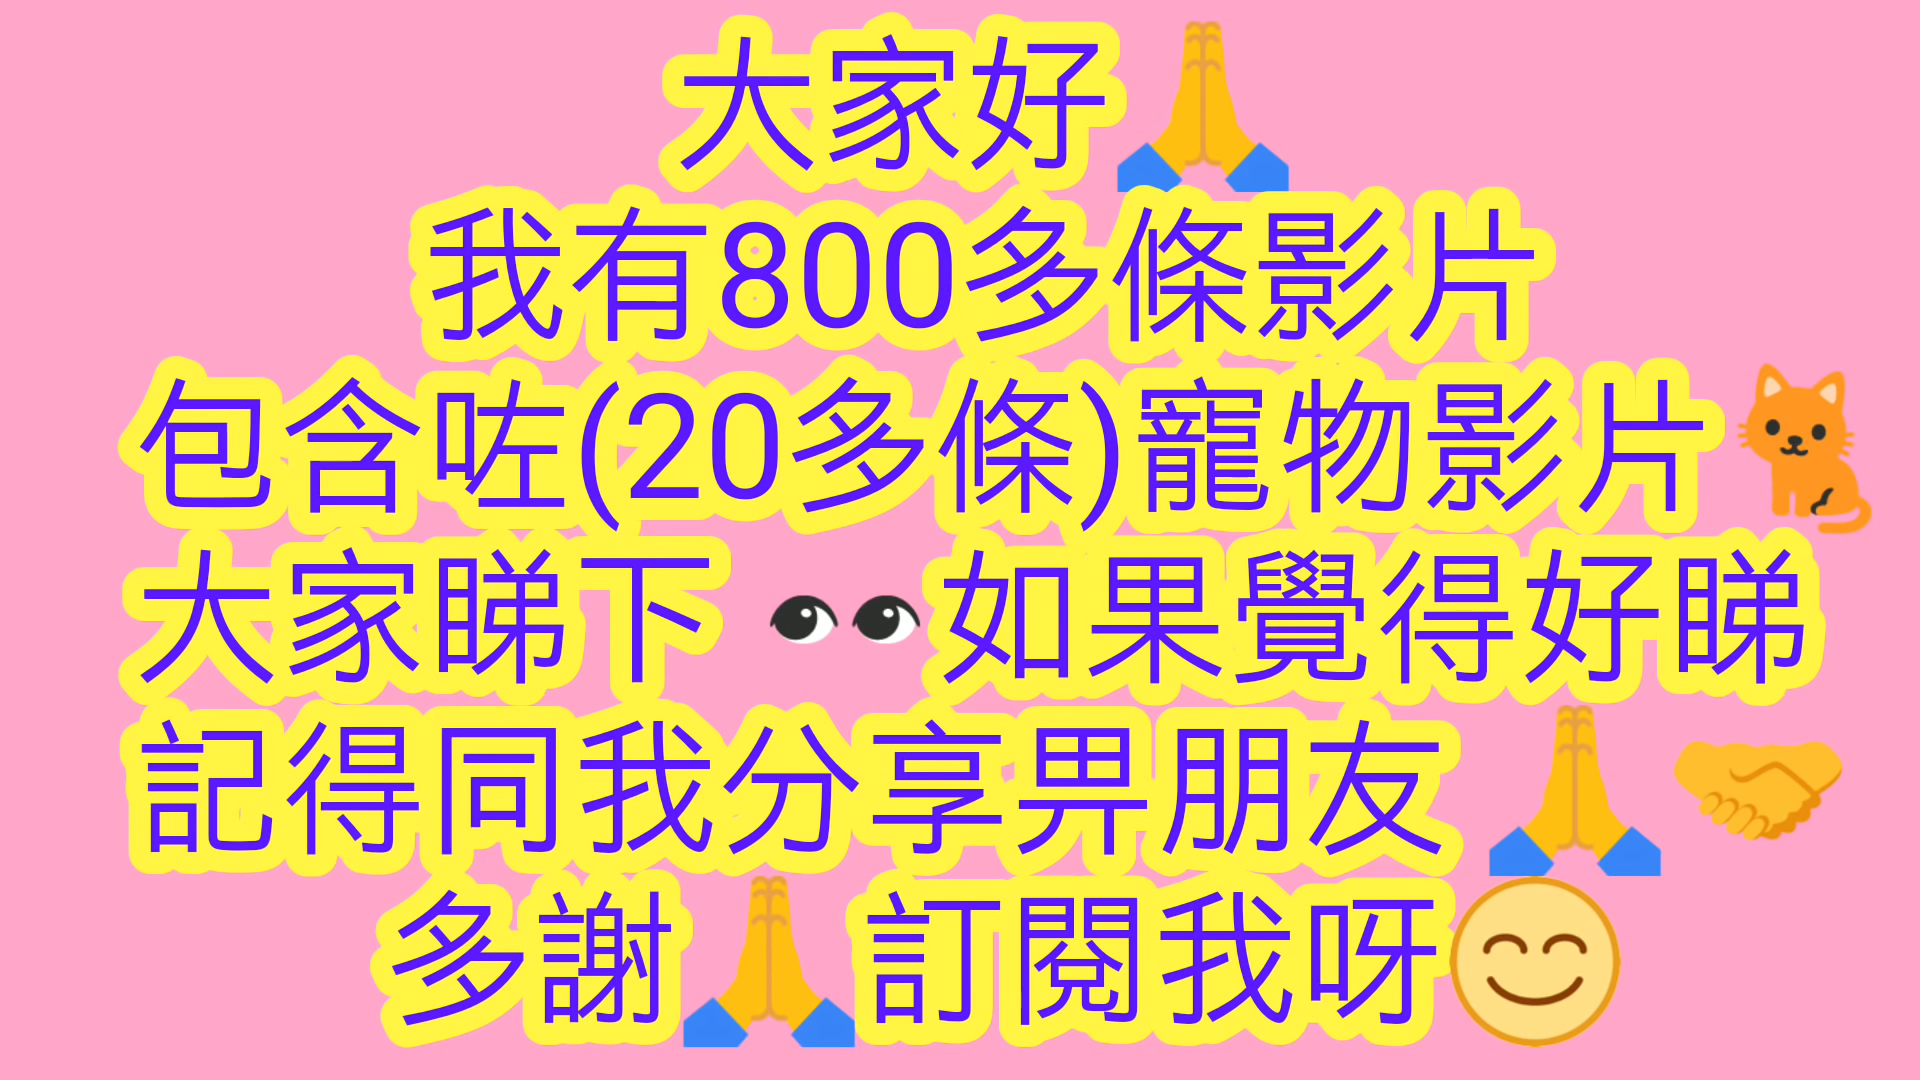 大家好🙏
我有800多條影片
包含咗(20多條)寵物影片🐈
大家睇下 👀 如果覺得好睇
記得同我分享畀朋友 🙏🤝
多謝🙏訂閱我呀😊